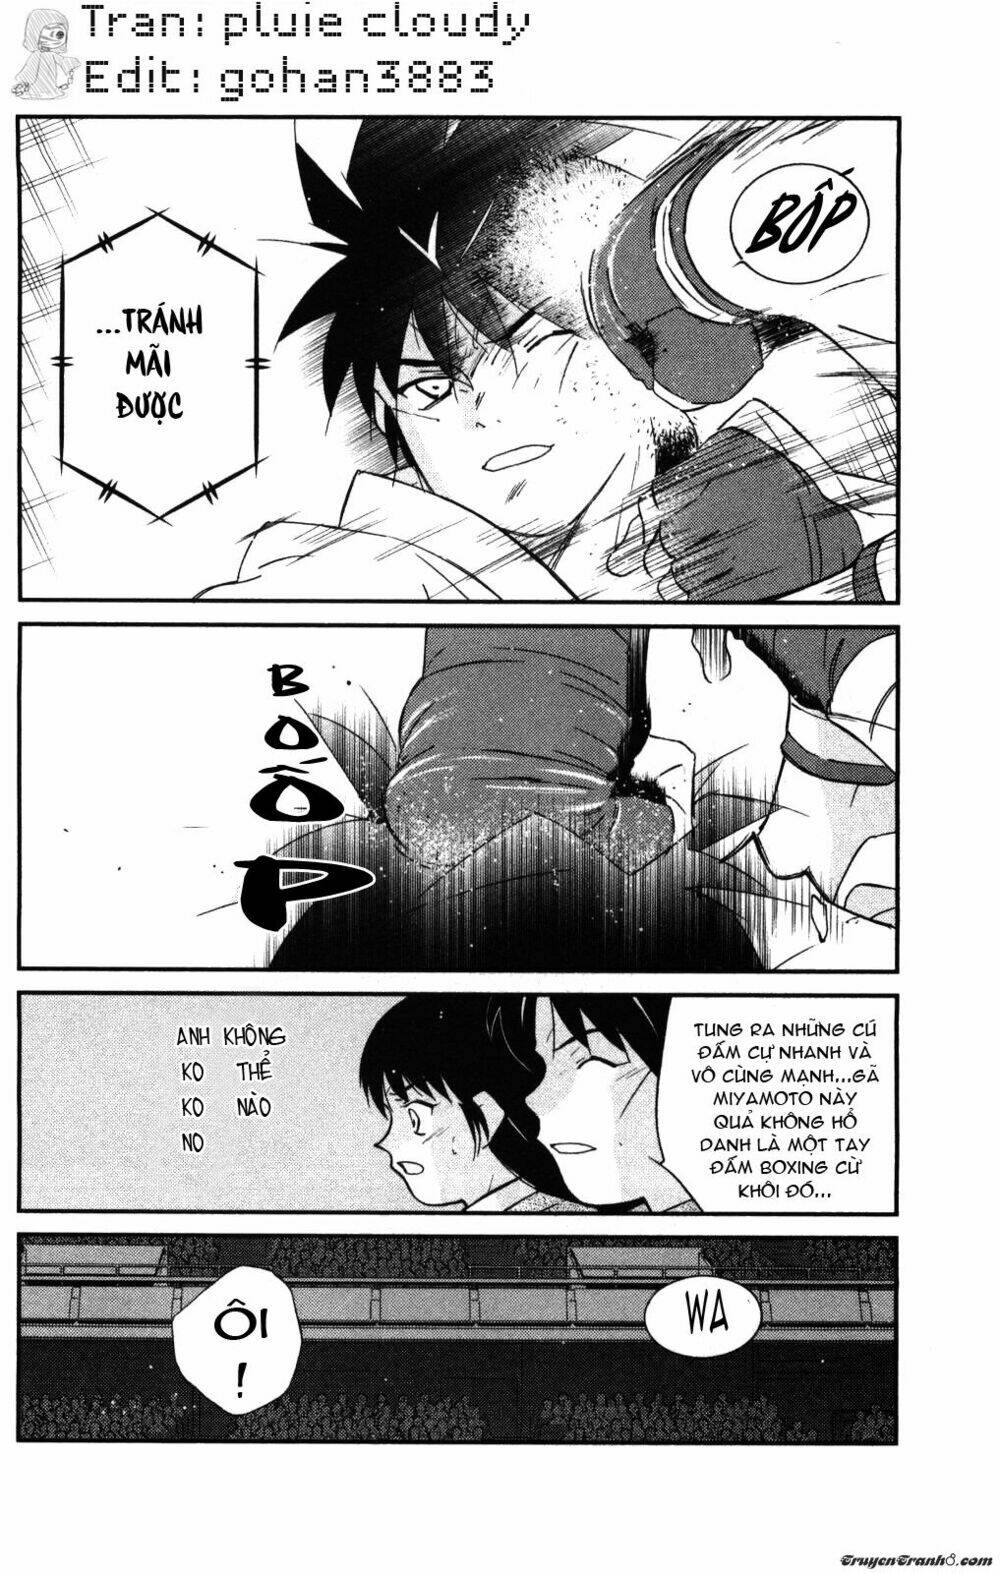 Tran: pluie cloudy
Edit: gohan3883
BỐP
...TRÁNH
MÃI
ĐƯỢC
BOỐP
TUNG RA NHỮNG CÚ
ĐẤM CỰ NHANH VÀ
VÔ CÙNG MẠNH...GÃ
MIYAMOTO NÀY
QUẢ KHÔNG HỔ
DANH LÀ MỘT TAY
ĐẤM BOXING CỪ
KHÔI ĐÓ...
ANH KHÔNG
KO THỂ
KO NÀO
NO
WA
ÔI
!
TruyenTranh8.com